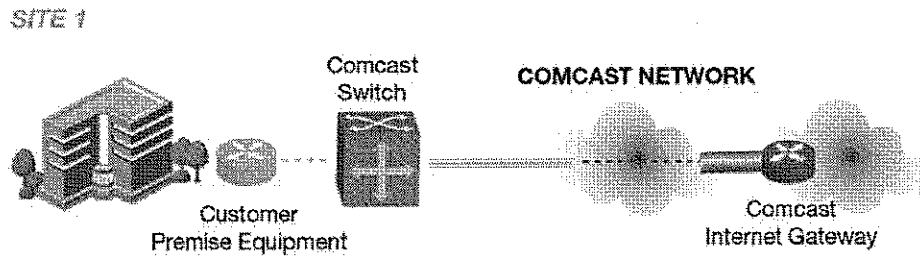 SITE 1
Comcast
Switch
COMCAST NETWORK
Customer
Premise Equipment
Comcast
Internet Gateway